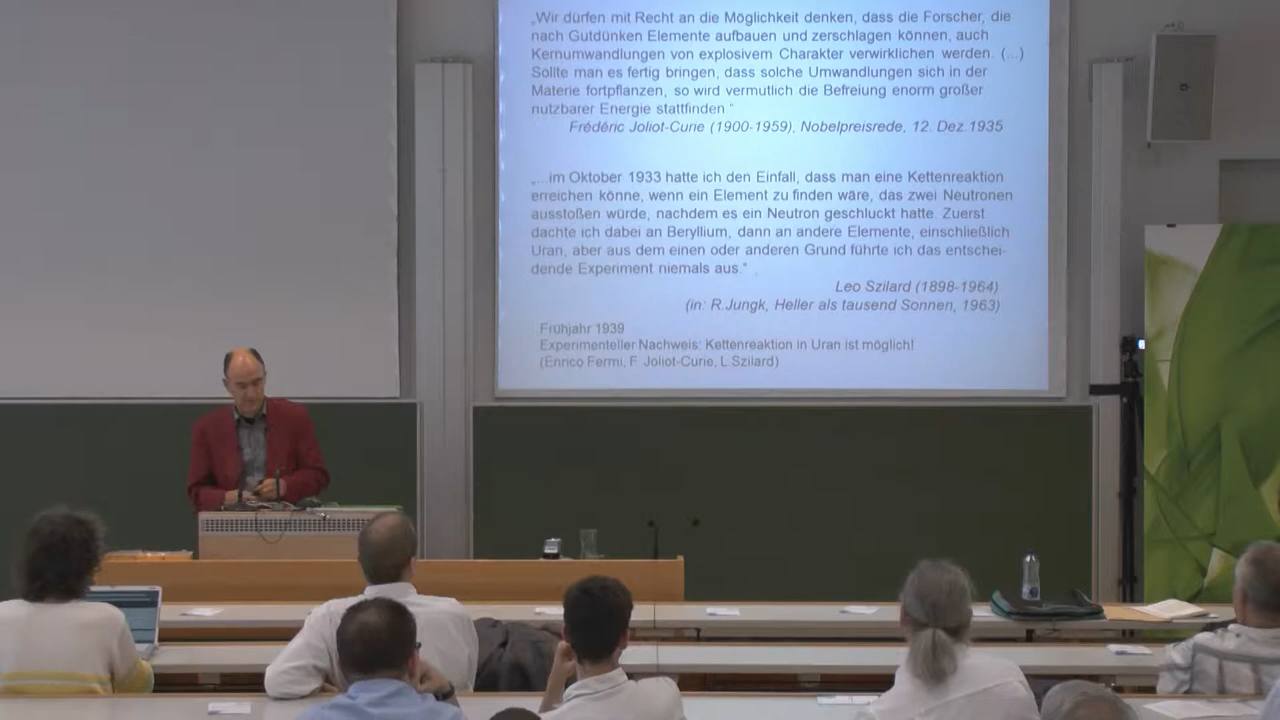 „Wir dürfen mit Recht an die Möglichkeit denken, dass die Forscher, die
nach Gutdünken Elemente aufbauen und zerschlagen können, auch
Kernumwandlungen von explosivem Charakter verwirklichen werden. (...)
Sollte man es fertig bringen, dass solche Umwandlungen sich in der
Materie fortpflanzen, so wird vermutlich die Befreiung enorm großer
nutzbarer Energie stattfinden “
Frédéric Joliot-Curie (1900-1959), Nobelpreisrede, 12. Dez.1935
„...im Oktober 1933 hatte ich den Einfall, dass man eine Kettenreaktion
erreichen könne, wenn ein Element zu finden wäre, das zwei Neutronen
ausstoßen würde, nachdem es ein Neutron geschluckt hatte. Zuerst
dachte ich dabei an Beryllium, dann an andere Elemente, einschließlich
Uran, aber aus dem einen oder anderen Grund führte ich das entschei-
dende Experiment niemals aus.“
Leo Szilard (1898-1964)
(in: R.Jungk, Heller als tausend Sonnen, 1963)
Frühjahr 1939
Experimenteller Nachweis: Kettenreaktion in Uran ist möglich!
(Enrico Fermi, F. Joliot-Curie, L.Szilard)